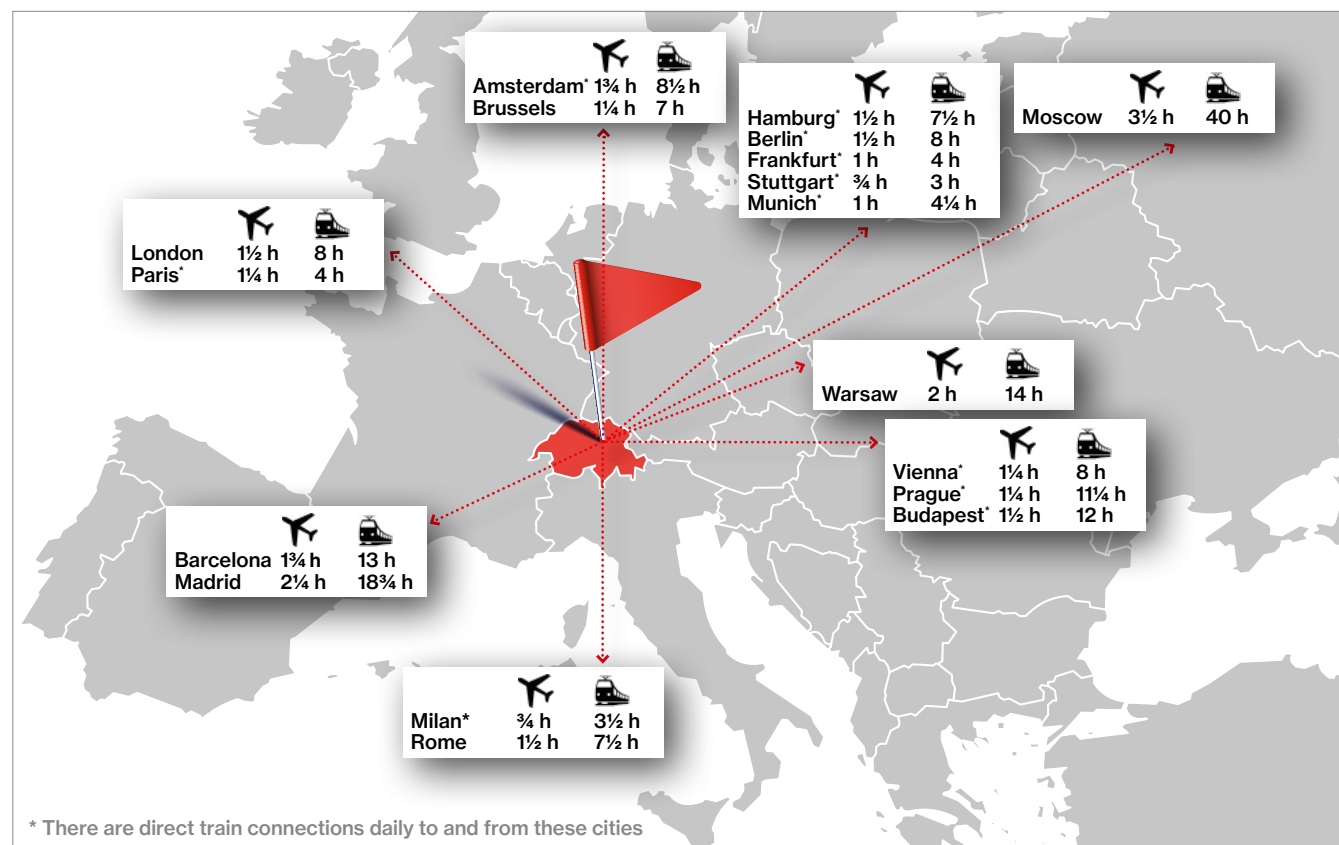 Amsterdam* 1¾ h 8½ h
Brussels 1¼ h 7 h
Hamburg* 1½ h 7½ h
Berlin* 1½ h 8 h
Frankfurt* 1 h 4 h
Stuttgart* ¾ h 3 h
Munich* 1 h 4¼ h
Moscow 3½ h 40 h
London 1½ h 8 h
Paris* 1¼ h 4 h
Warsaw 2 h 14 h
Vienna* 1¼ h 8 h
Prague* 1¼ h 11¼ h
Budapest* 1½ h 12 h
Barcelona 1¾ h 13 h
Madrid 2¼ h 18¾ h
Milan* ¾ h 3½ h
Rome 1½ h 7½ h
* There are direct train connections daily to and from these cities